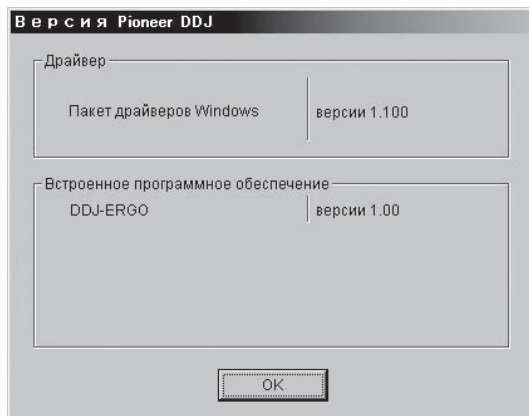 Версия Pioneer DDJ
Драйвер
Пакет драйверов Windows версии 1.100
Встроенное программное обеспечение
DDJ-ERGO версии 1.00
OK